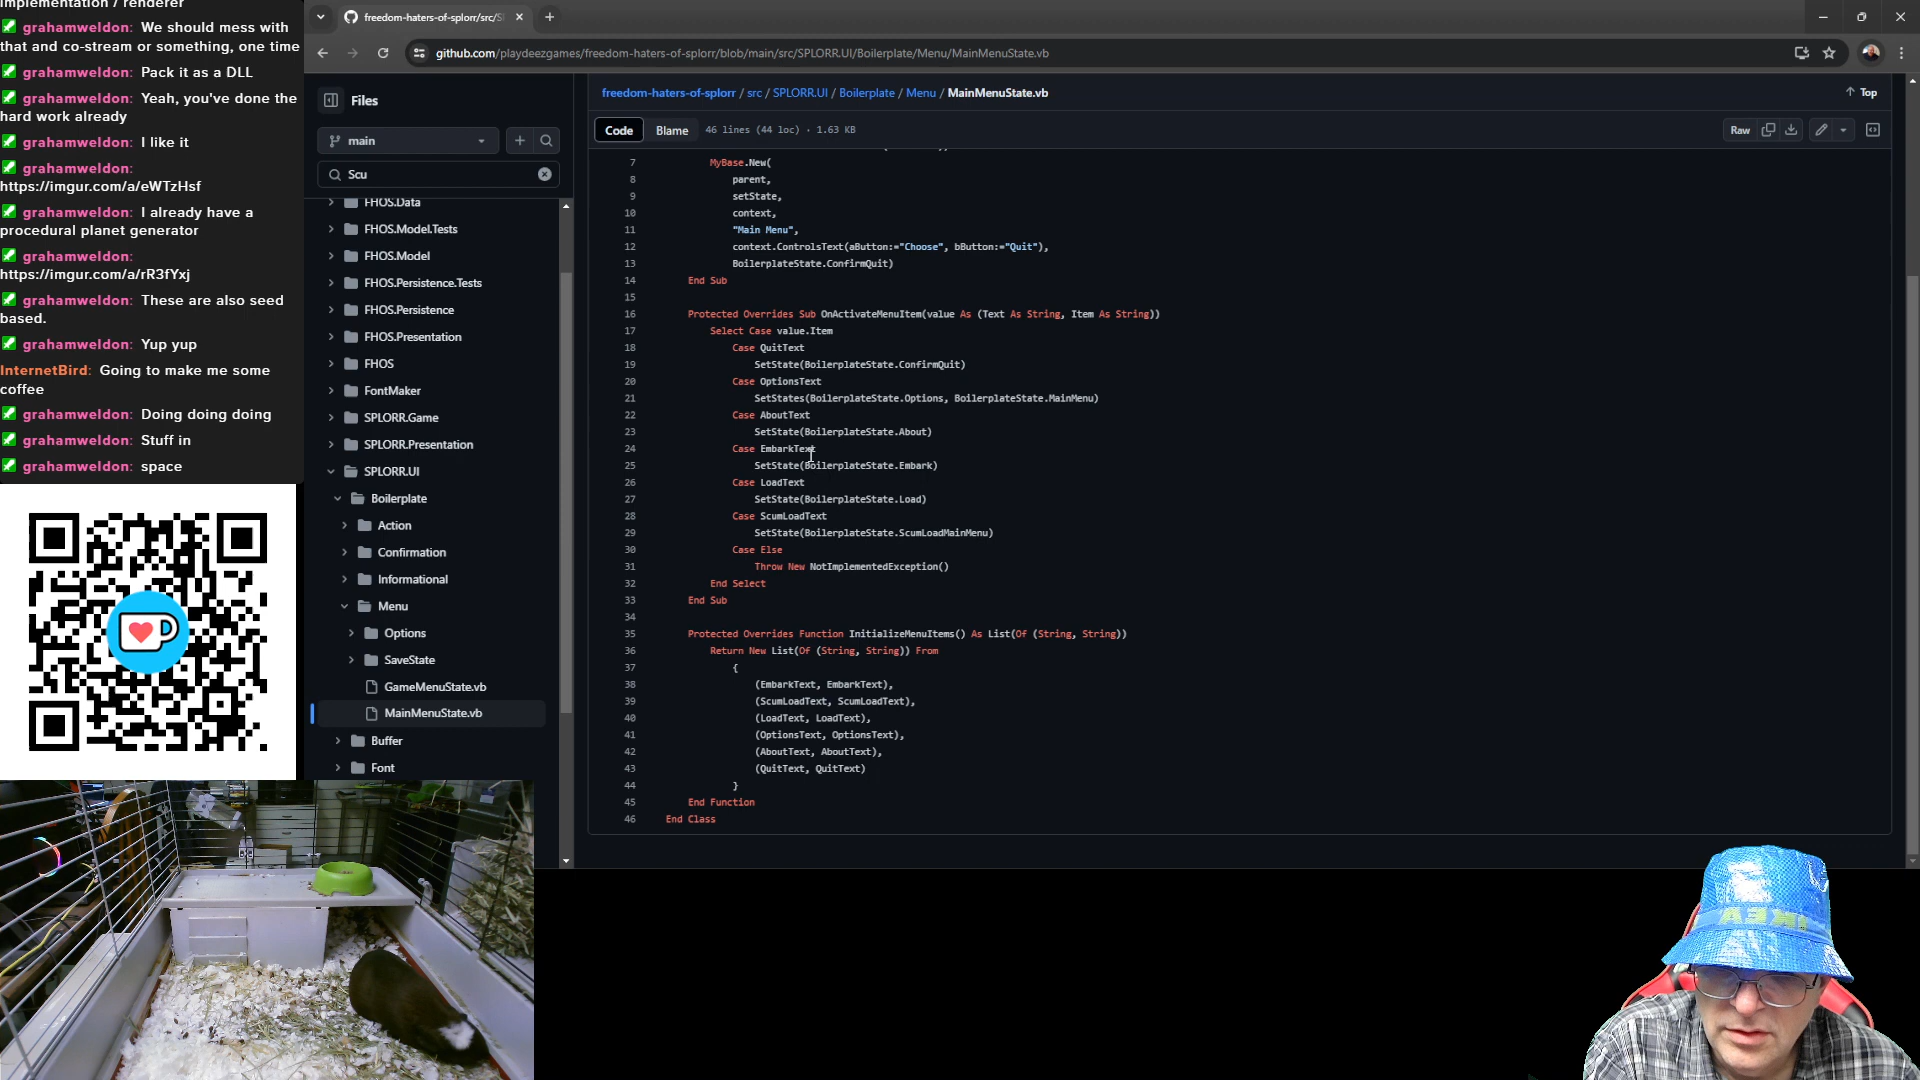 implementation / renderer
grahamweldon: We should mess with
that and co-stream or something, one time
grahamweldon: Pack it as a DLL
grahamweldon: Yeah, you've done the
hard work already
grahamweldon: I like it
grahamweldon:
https://imgur.com/a/eWTzHsf
grahamweldon: I already have a
procedural planet generator
grahamweldon:
https://imgur.com/a/rR3fYxj
grahamweldon: These are also seed
based.
grahamweldon: Yup yup
InternetBird: Going to make me some
coffee
grahamweldon: Doing doing doing
grahamweldon: Stuff in
grahamweldon: space
freedom-haters-of-splorr/src/S
github.com/playdeezgames/freedom-haters-of-splorr/blob/main/src/SPLORR.UI/Boilerplate/Menu/MainMenuState.vb
Files
main
Scu
FHOS.Data
FHOS.Model.Tests
FHOS.Model
FHOS.Persistence.Tests
FHOS.Persistence
FHOS.Presentation
FHOS
FontMaker
SPLORR.Game
SPLORR.Presentation
SPLORR.UI
Boilerplate
Action
Confirmation
Informational
Menu
Options
SaveState
GameMenuState.vb
MainMenuState.vb
Buffer
Font
freedom-haters-of-splorr / src / SPLORR.UI / Boilerplate / Menu / MainMenuState.vb
Top
Code Blame 46 lines (44 loc) · 1.63 KB
Raw
7 MyBase.New(
8 parent,
9 setState,
10 context,
11 "Main Menu",
12 context.ControlsText(aButton:="Choose", bButton:="Quit"),
13 BoilerplateState.ConfirmQuit)
14 End Sub
15
16 Protected Overrides Sub OnActivateMenuItem(value As (Text As String, Item As String))
17 Select Case value.Item
18 Case QuitText
19 SetState(BoilerplateState.ConfirmQuit)
20 Case OptionsText
21 SetStates(BoilerplateState.Options, BoilerplateState.MainMenu)
22 Case AboutText
23 SetState(BoilerplateState.About)
24 Case EmbarkText
25 SetState(BoilerplateState.Embark)
26 Case LoadText
27 SetState(BoilerplateState.Load)
28 Case ScumLoadText
29 SetState(BoilerplateState.ScumLoadMainMenu)
30 Case Else
31 Throw New NotImplementedException()
32 End Select
33 End Sub
34
35 Protected Overrides Function InitializeMenuItems() As List(Of (String, String))
36 Return New List(Of (String, String)) From
37 {
38 (EmbarkText, EmbarkText),
39 (ScumLoadText, ScumLoadText),
40 (LoadText, LoadText),
41 (OptionsText, OptionsText),
42 (AboutText, AboutText),
43 (QuitText, QuitText)
44 }
45 End Function
46 End Class
IKEA